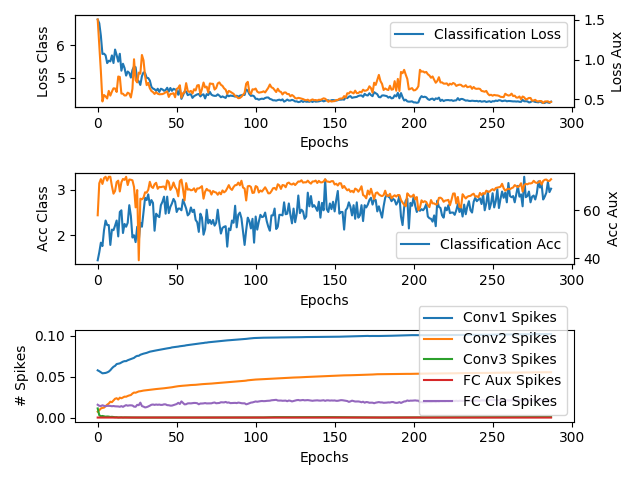 Classification Loss
Loss Class
6
5
1.5
1.0
0.5
Loss Aux
0 50 100 150 200 250 300
Epochs
Acc Class
3
2
60
40
Acc Aux
Classification Acc
0 50 100 150 200 250 300
Epochs
# Spikes
0.10
0.05
0.00
Conv1 Spikes
Conv2 Spikes
Conv3 Spikes
FC Aux Spikes
FC Cla Spikes
0 50 100 150 200 250 300
Epochs